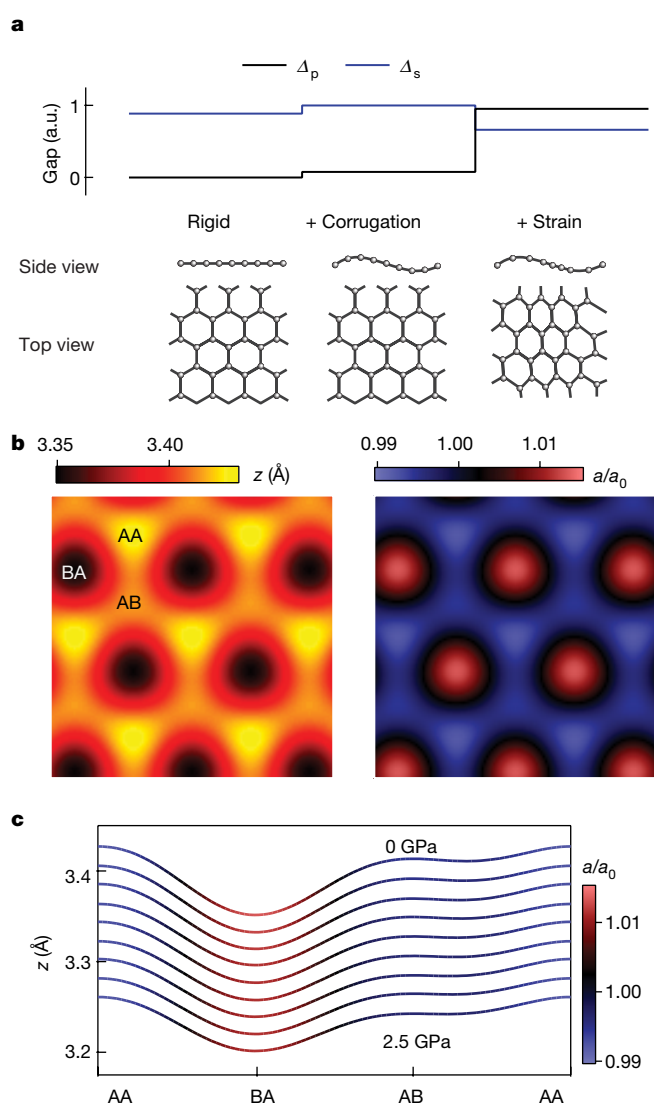 a
Δp Δs
1
Gap (a.u.)
0
Rigid + Corrugation + Strain
Side view
Top view
b
3.35 3.40 z (Å)
0.99 1.00 1.01 a/a0
AA
BA
AB
c
0 GPa
3.4
a/a0
1.01
z (Å)
3.3
1.00
2.5 GPa
3.2
0.99
AA BA AB AA